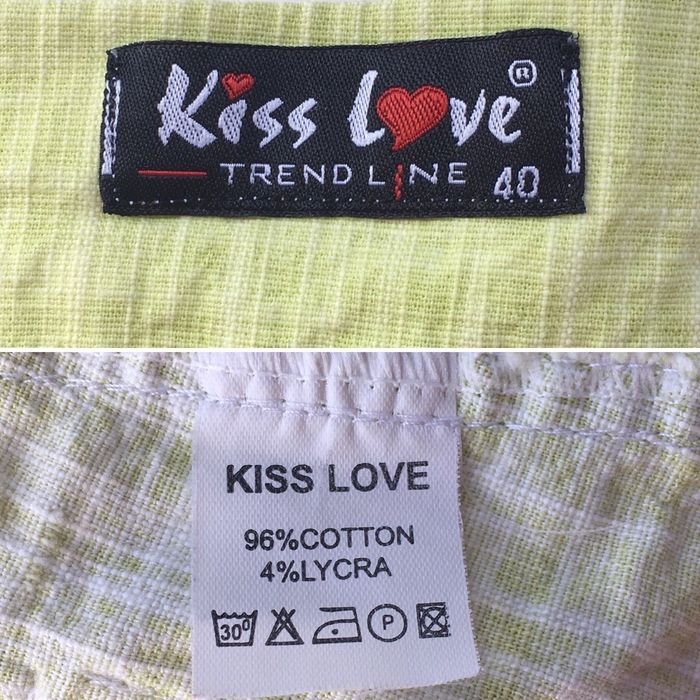 Kiss Love®
TREND LINE 40
KISS LOVE
96%COTTON
4%LYCRA
30° P